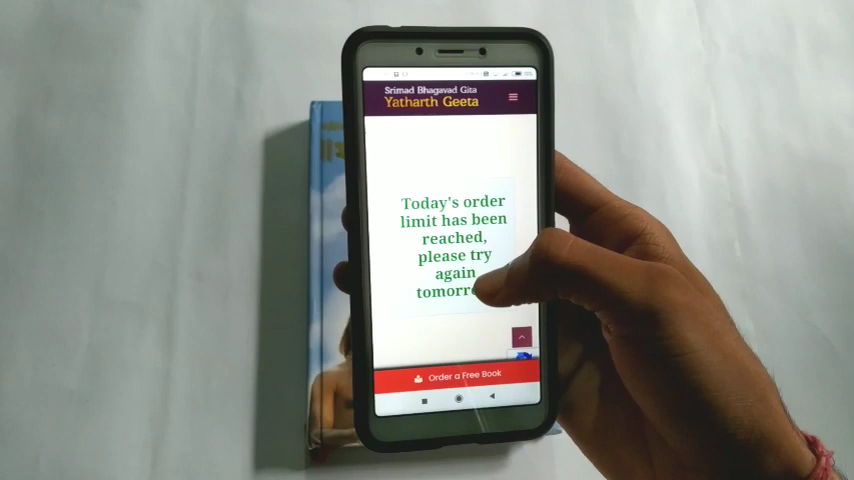 Srimad Bhagavad Gita
Yatharth Geeta
Today's order
limit has been
reached,
please try
again
Order a Free Book